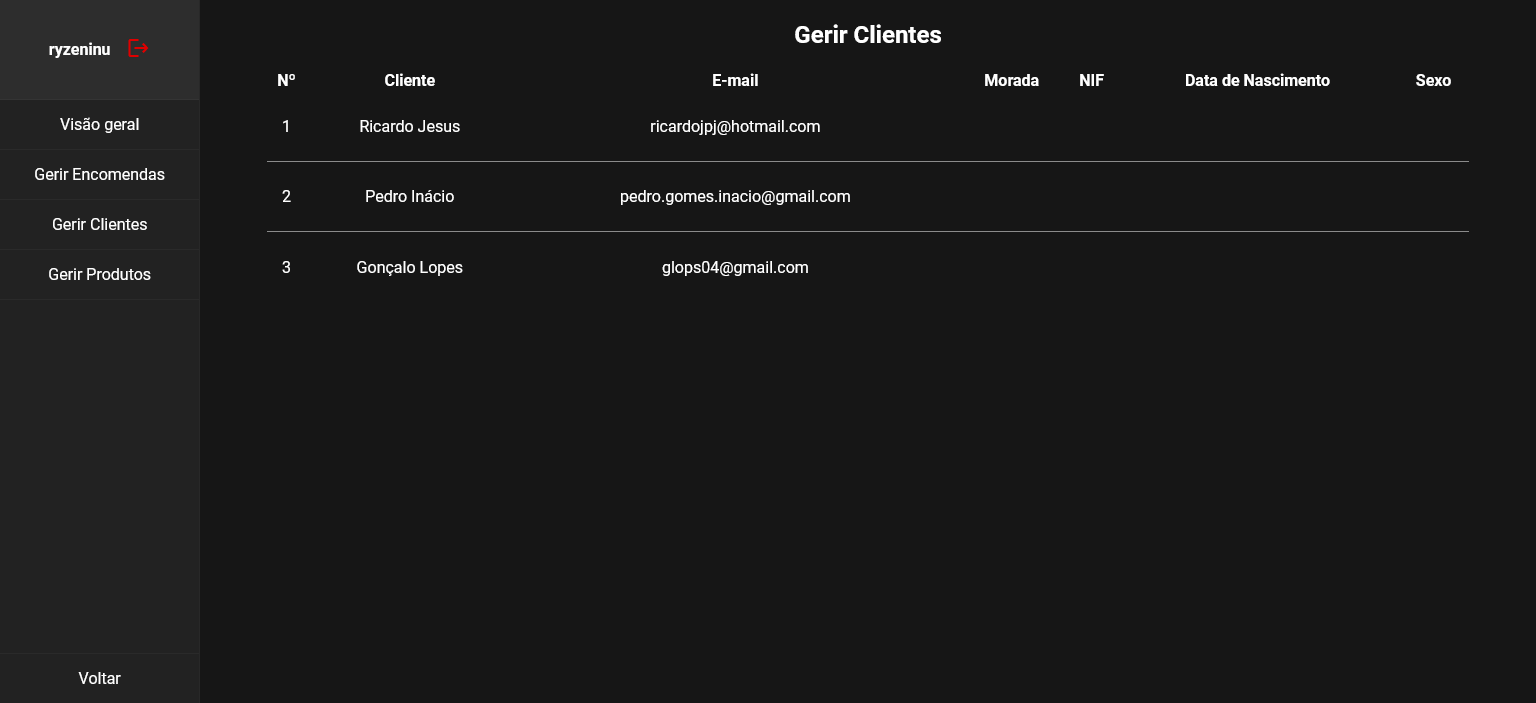 ryzeninu
Visão geral
Gerir Encomendas
Gerir Clientes
Gerir Produtos
Voltar
Gerir Clientes
Nº Cliente E-mail Morada NIF Data de Nascimento Sexo
1 Ricardo Jesus ricardojpj@hotmail.com
2 Pedro Inácio pedro.gomes.inacio@gmail.com
3 Gonçalo Lopes glops04@gmail.com